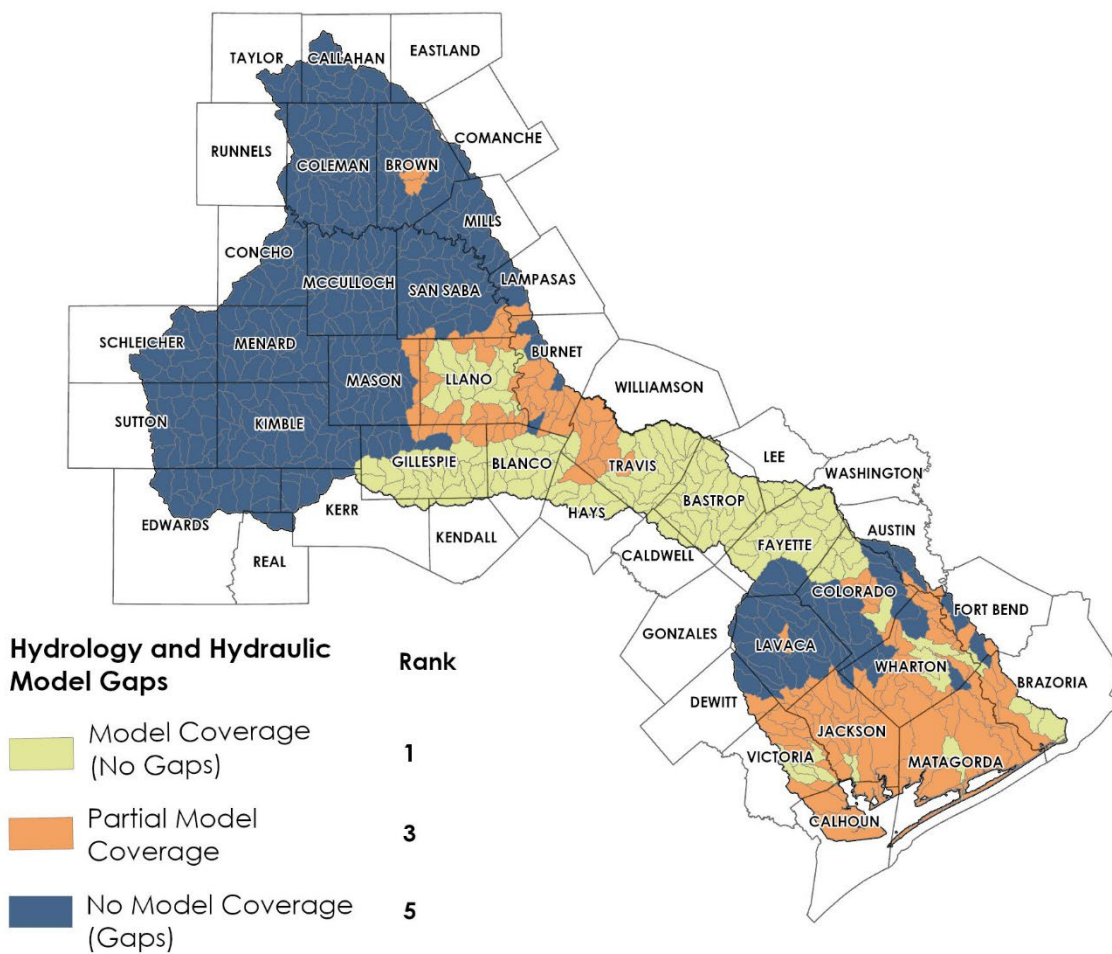 TAYLOR
CALLAHAN
EASTLAND
RUNNELS
COLEMAN
BROWN
COMANCHE
MILLS
CONCHO
MCCULLOCH
SAN SABA
LAMPASAS
SCHLEICHER
MENARD
MASON
LLANO
BURNET
WILLIAMSON
SUTTON
KIMBLE
GILLESPIE
BLANCO
TRAVIS
LEE
WASHINGTON
EDWARDS
KERR
HAYS
BASTROP
AUSTIN
REAL
KENDALL
CALDWELL
FAYETTE
COLORADO
FORT BEND
GONZALES
LAVACA
WHARTON
BRAZORIA
DEWITT
JACKSON
VICTORIA
MATAGORDA
CALHOUN
Hydrology and Hydraulic
Model Gaps
Rank
Model Coverage
(No Gaps)
1
Partial Model
Coverage
3
No Model Coverage
(Gaps)
5